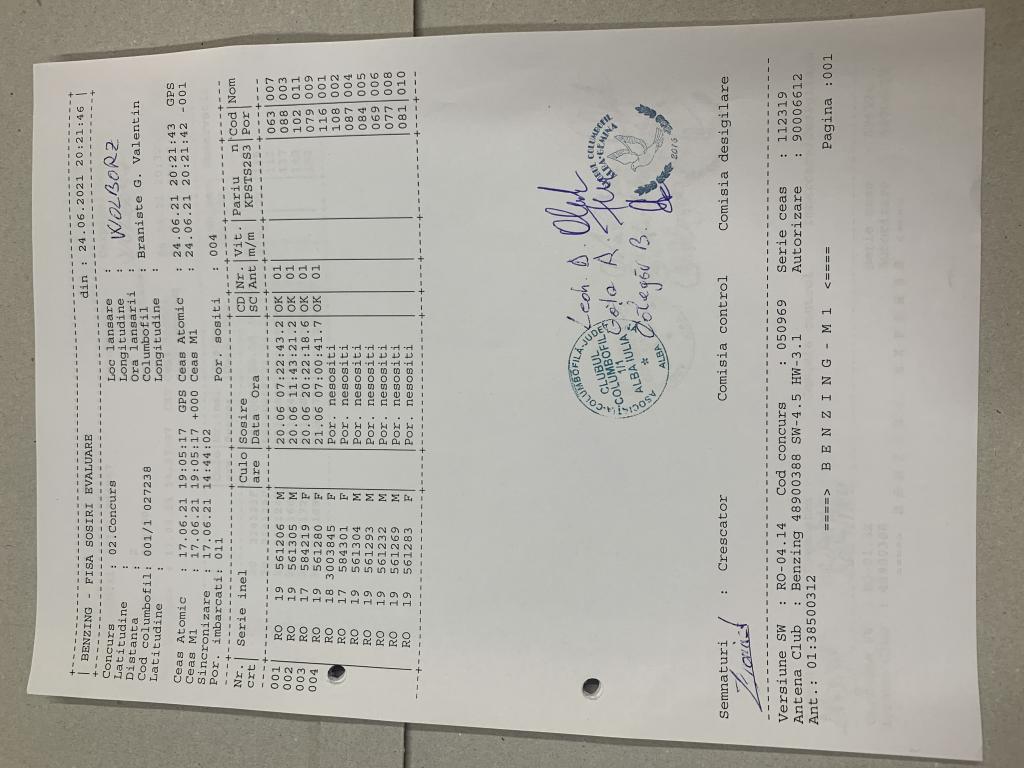 | BENZING - FISA SOSIRI EVALUARE din : 24.06.2021 20:21:46 |
Concurs : 02.Concurs Loc lansare : WOLBORZ
Latitudine : Longitudine :
Distanta : Ora lansarii :
Cod columbofil: 001/1 027238 Columbofil : Braniste G. Valentin
Latitudine : Longitudine :
Ceas Atomic : 17.06.21 19:05:17 GPS Ceas Atomic : 24.06.21 20:21:43 GPS
Ceas M1 : 17.06.21 19:05:17 +000 Ceas M1 : 24.06.21 20:21:42 -001
Sincronizare : 17.06.21 14:44:02
Por. imbarcati: 011 Por. sositi : 004
Nr. Serie inel |Culo|Sosire |CD|Nr.|Vit.|Pariu n|Cod|Nom
crt |are |Data Ora |SC|Ant|m/m |KPSTS2S3|Por|
001 RO 19 561206 M 20.06 07:22:43.2 OK 01 063 007
002 RO 19 561305 M 20.06 11:43:21.2 OK 01 088 003
003 RO 17 584219 F 20.06 20:22:18.6 OK 01 102 011
004 RO 19 561280 F 21.06 07:00:41.7 OK 01 079 009
RO 18 3003845 F Por. nesositi 116 001
RO 17 584301 F Por. nesositi 108 002
RO 19 561304 M Por. nesositi 087 004
RO 19 561293 M Por. nesositi 084 005
RO 19 561232 M Por. nesositi 069 006
RO 19 561269 M Por. nesositi 077 008
RO 19 561283 F Por. nesositi 081 010
CLUBUL
COLUMBOFIL
1/1
ALBA IULIA
ALBA
2015
Semnaturi : Crescator Comisia control Comisia desigilare
Versiune SW : RO-04.14 Cod concurs : 050969 Serie ceas : 112319
Antena Club : Benzing 48900388 SW-4.5 HW-3.1 Autorizare : 90006612
Ant.: 01:38500312
====> B E N Z I N G - M 1 <==== Pagina :001